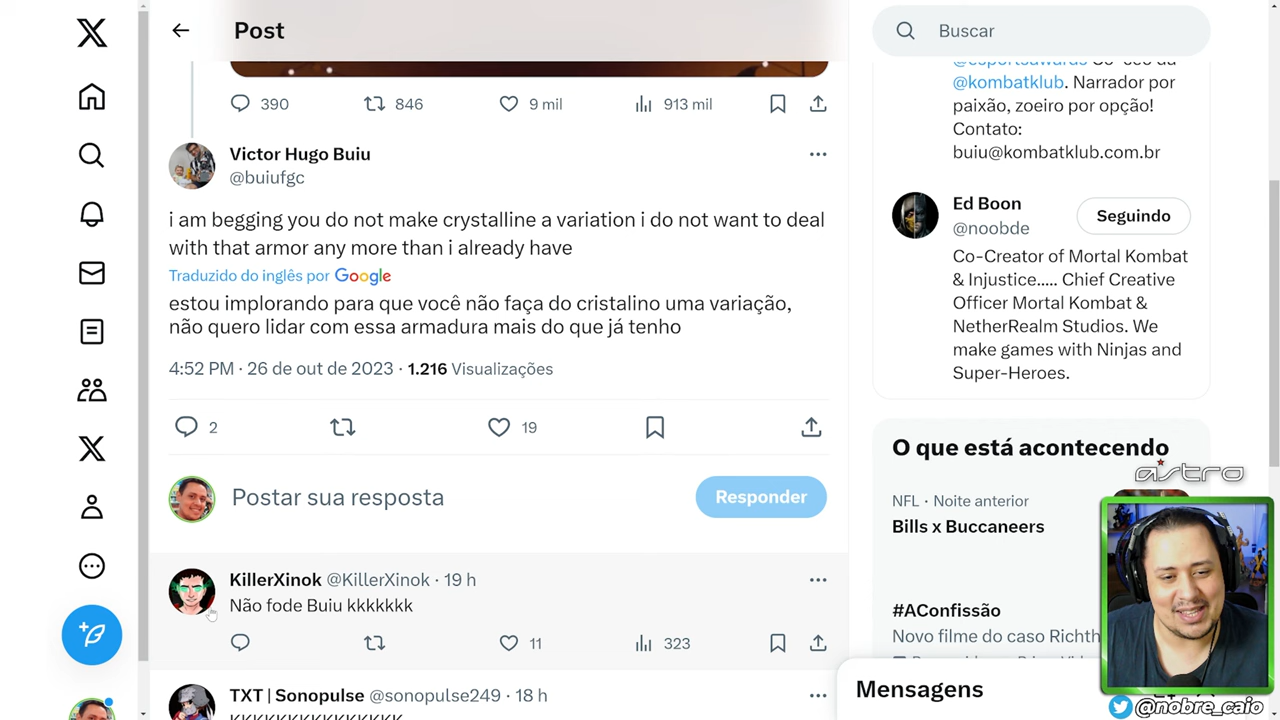 Post
390
846
9 mil
913 mil
Victor Hugo Buiu
@buiufgc
i am begging you do not make crystalline a variation i do not want to deal
with that armor any more than i already have
Traduzido do inglês por Google
estou implorando para que você não faça do cristalino uma variação,
não quero lidar com essa armadura mais do que já tenho
4:52 PM · 26 de out de 2023 · 1.216 Visualizações
2
19
Postar sua resposta
Responder
KillerXinok @KillerXinok · 19 h
Não fode Buiu kkkkkkk
11
323
TXT | Sonopulse @sonopulse249 · 18 h
Buscar
@kombatklub. Narrador por
paixão, zoeiro por opção!
Contato:
buiu@kombatklub.com.br
Ed Boon
@noobde
Seguindo
Co-Creator of Mortal Kombat
& Injustice..... Chief Creative
Officer Mortal Kombat &
NetherRealm Studios. We
make games with Ninjas and
Super-Heroes.
O que está acontecendo
astro
NFL · Noite anterior
Bills x Buccaneers
#AConfissão
Novo filme do caso Richth
Mensagens
@nobre_caio